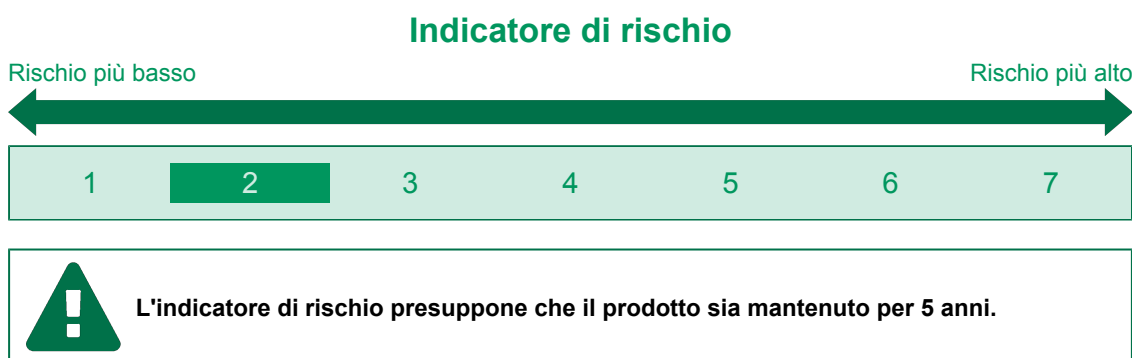 Indicatore di rischio
Rischio più basso Rischio più alto
1 2 3 4 5 6 7
L'indicatore di rischio presuppone che il prodotto sia mantenuto per 5 anni.